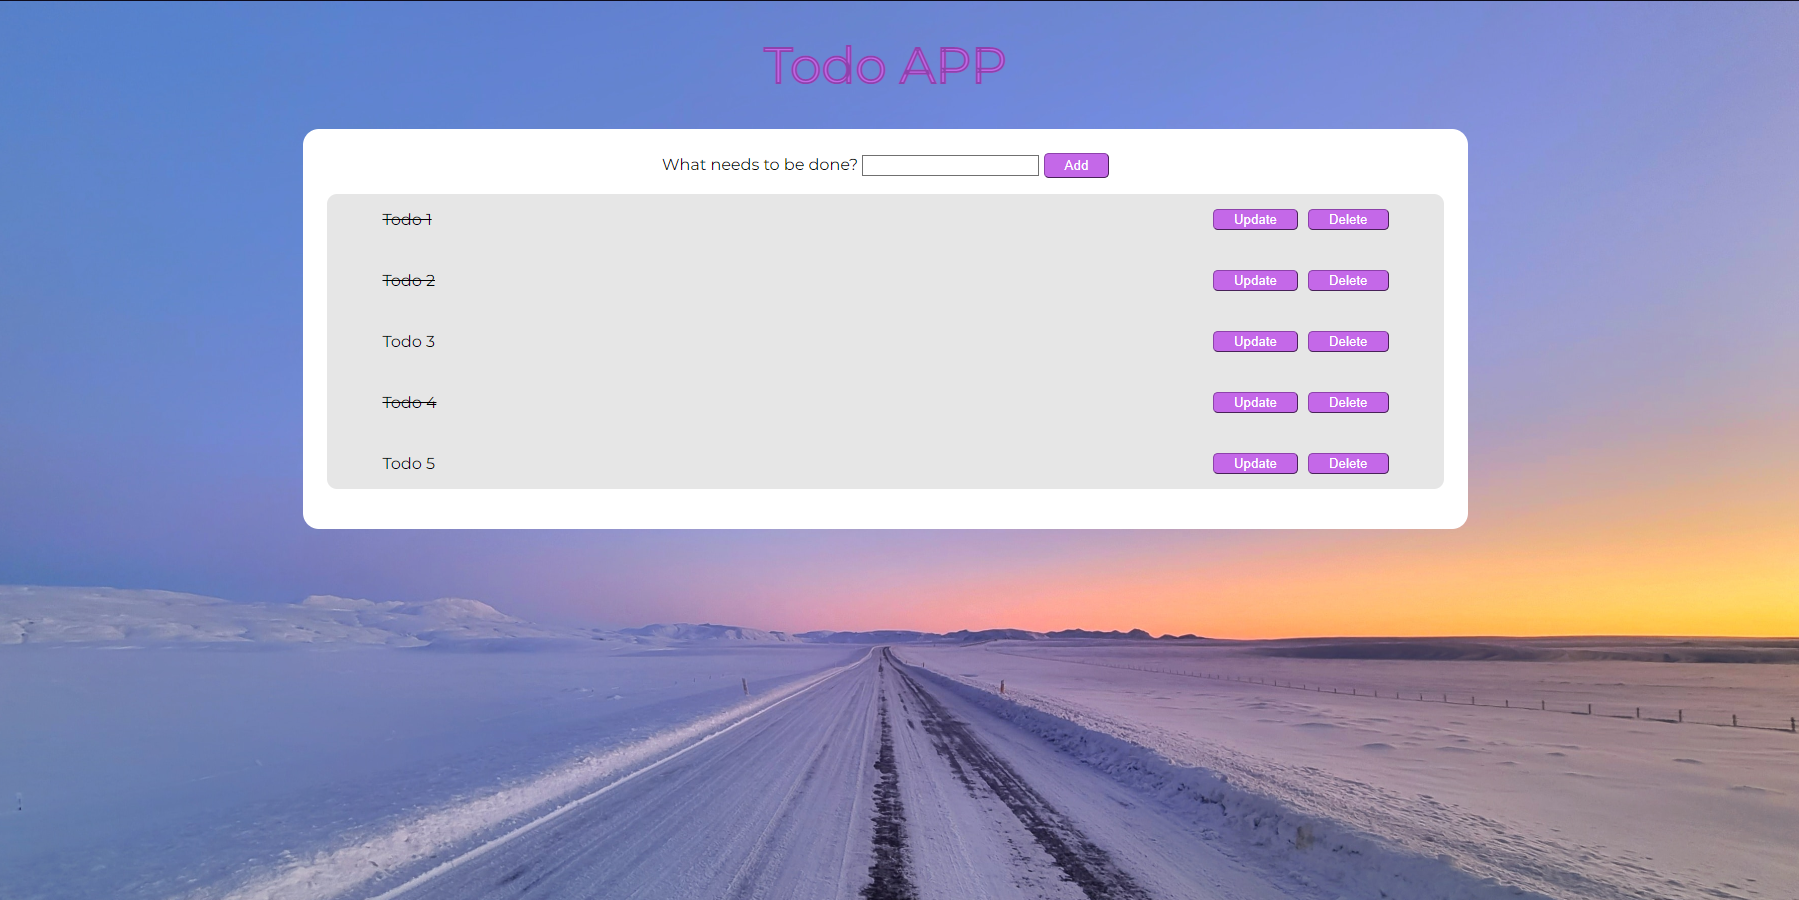 Todo APP
What needs to be done? Add
Todo 1 Update Delete
Todo 2 Update Delete
Todo 3 Update Delete
Todo 4 Update Delete
Todo 5 Update Delete